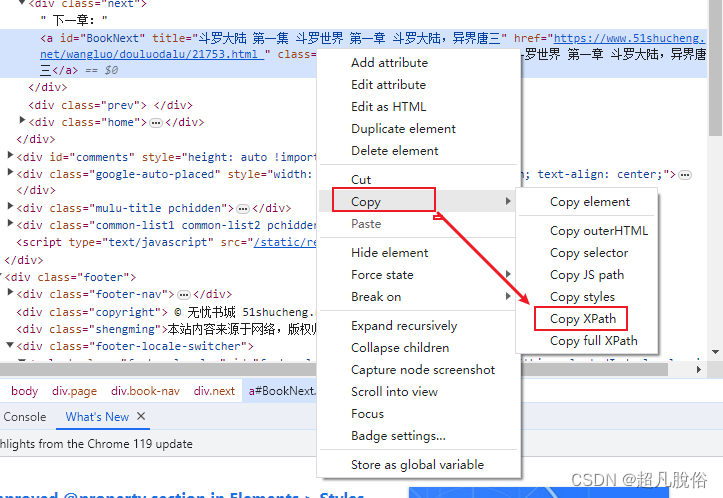 <div class="next">
" 下一章: "
<a id="BookNext" title="斗罗大陆 第一集 斗罗世界 第一章 斗罗大陆，异界唐三" href="https://www.51shucheng.
net/wangluo/douluodalu/21753.html " class= 罗世界 第一章 斗罗大陆，异界唐
三</a> == $0
</div>
<div class="prev"> </div>
<div class="home"> </div>
</div>
<div id="comments" style="height: auto !impor
<div class="google-auto-placed" style="width: n; text-align: center;">
</div>
<div class="mulu-title pchidden"> </div>
<div class="common-list1 common-list2 pchidden
<script type="text/javascript" src="/static/re
</div>
<div class="footer">
<div class="footer-nav"> </div>
<div class="copyright"> © 无忧书城 51shucheng.
<div class="shengming">本站内容来源于网络，版权归
<div class="footer-locale-switcher">
Add attribute
Edit attribute
Edit as HTML
Duplicate element
Delete element
Cut
Copy
Paste
Hide element
Force state
Break on
Expand recursively
Collapse children
Capture node screenshot
Scroll into view
Focus
Badge settings...
Store as global variable
Copy element
Copy outerHTML
Copy selector
Copy JS path
Copy styles
Copy XPath
Copy full XPath
body div.page div.book-nav div.next a#BookNext.
Console What's New ✕
hlights from the Chrome 119 update
proved @property section in Elements > Styles
CSDN @超凡脫俗